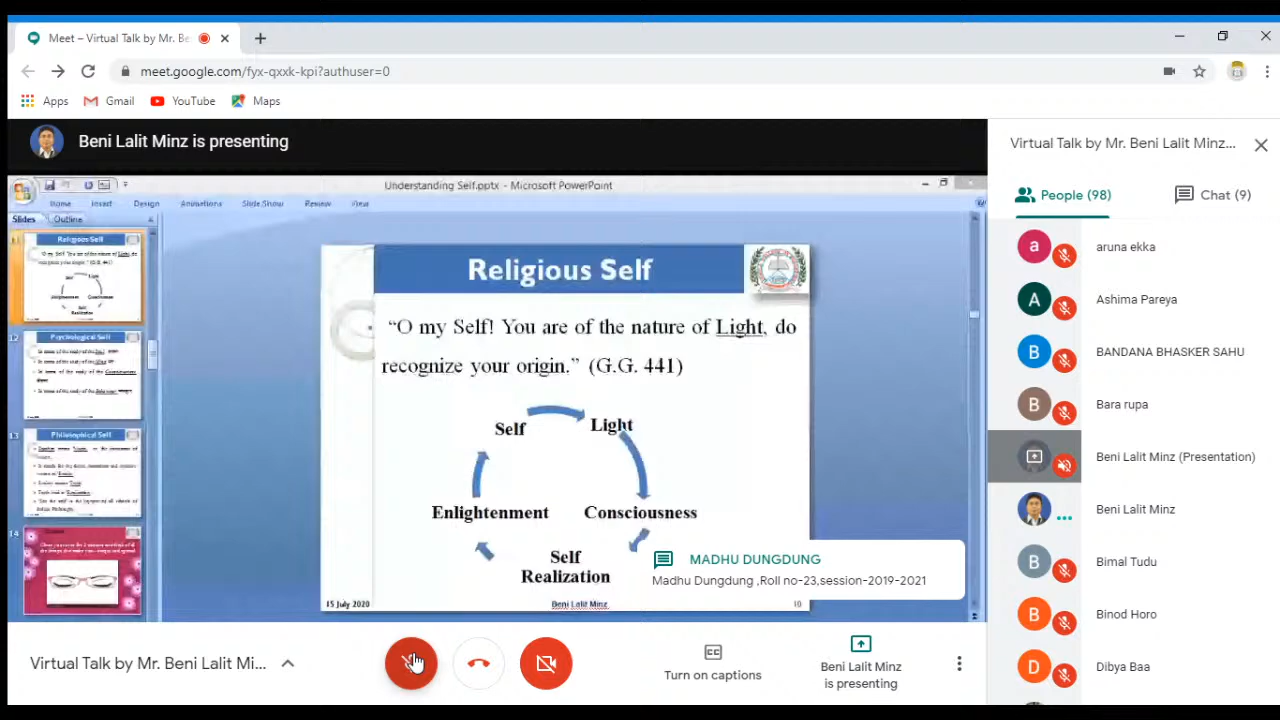 Meet – Virtual Talk by Mr. Be
meet.google.com/fyx-qxxk-kpi?authuser=0
Apps Gmail YouTube Maps
Beni Lalit Minz is presenting
Understanding Self.pptx - Microsoft PowerPoint
Home Insert Design Animations Slide Show Review View
Slides Outline
Religious Self
12
Psychological Self
13
Philosophical Self
14
Religious Self
“O my Self! You are of the nature of Light, do
recognize your origin.” (G.G. 441)
Self
Light
Enlightenment
Consciousness
Self
Realization
15 July 2020
Beni Lalit Minz
10
MADHU DUNGDUNG
Madhu Dungdung ,Roll no-23,session-2019-2021
Virtual Talk by Mr. Beni Lalit Mi...
Turn on captions
Beni Lalit Minz
is presenting
Virtual Talk by Mr. Beni Lalit Minz...
People (98)
Chat (9)
a aruna ekka
A Ashima Pareya
B BANDANA BHASKER SAHU
B Bara rupa
Beni Lalit Minz (Presentation)
Beni Lalit Minz
B Bimal Tudu
B Binod Horo
D Dibya Baa